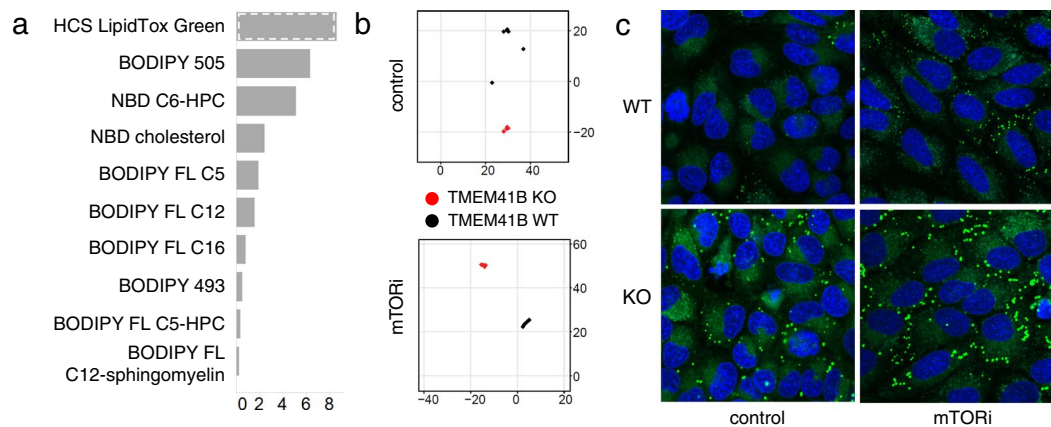 a
HCS LipidTox Green
BODIPY 505
NBD C6-HPC
NBD cholesterol
BODIPY FL C5
BODIPY FL C12
BODIPY FL C16
BODIPY 493
BODIPY FL C5-HPC
BODIPY FL
C12-sphingomyelin
0 2 4 6 8
b
control
20
0
−20
0 20 40
TMEM41B KO
TMEM41B WT
mTORi
60
40
20
0
−40 −20 0 20
c
WT
KO
control mTORi